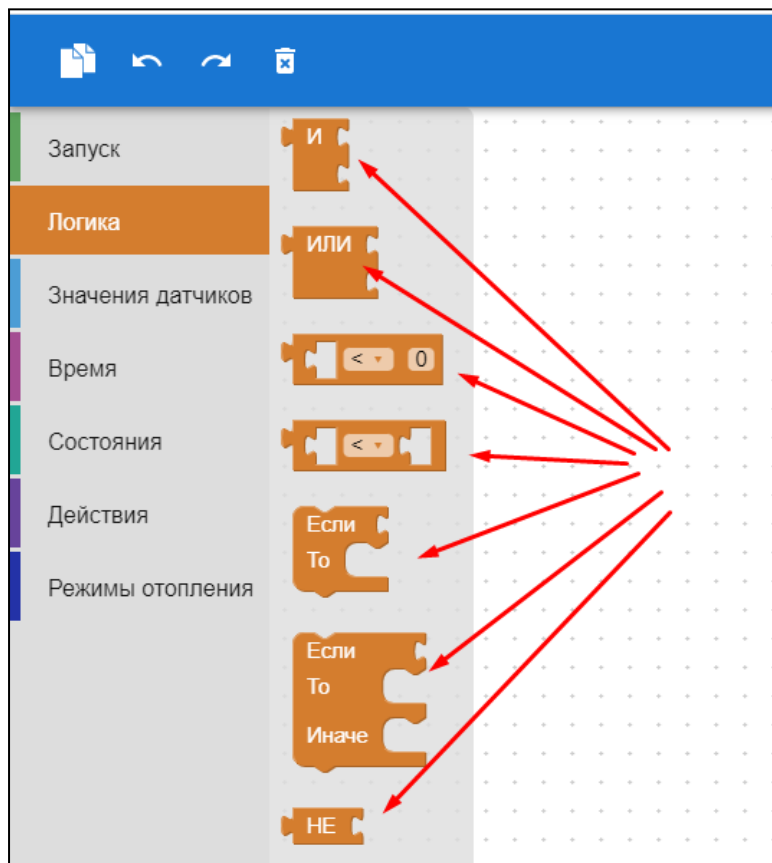 Запуск
Логика
Значения датчиков
Время
Состояния
Действия
Режимы отопления
И
ИЛИ
< 0
<
Если
То
Если
То
Иначе
НЕ